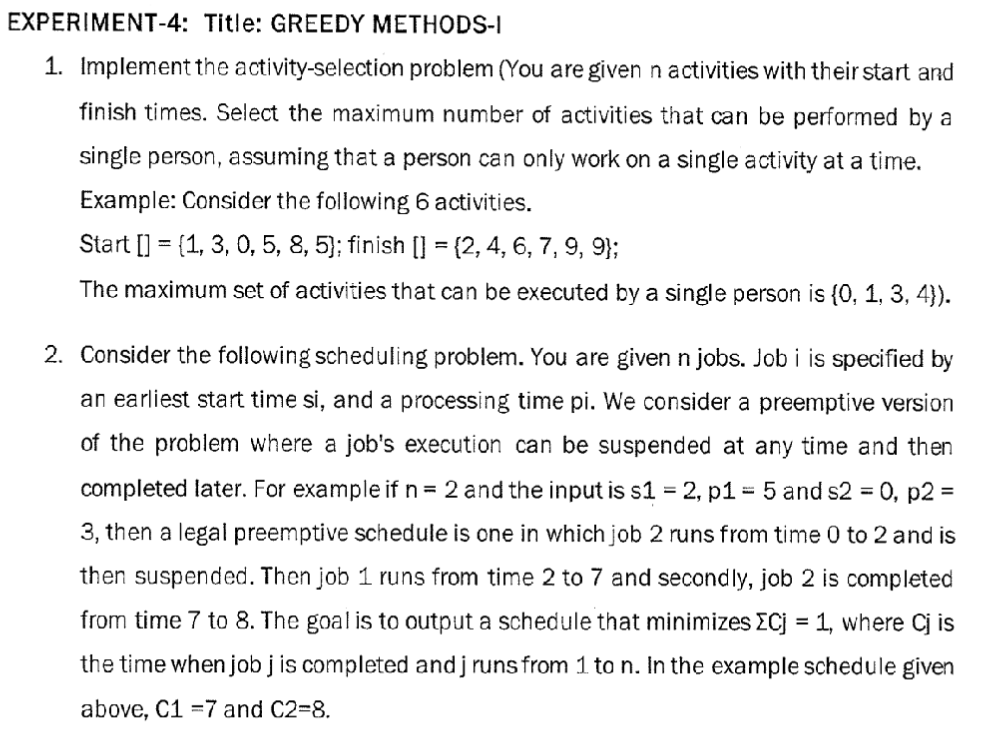 EXPERIMENT-4: Title: GREEDY METHODS-I
1. Implement the activity-selection problem (You are given n activities with their start and
finish times. Select the maximum number of activities that can be performed by a
single person, assuming that a person can only work on a single activity at a time.
Example: Consider the following 6 activities.
Start [] = {1, 3, 0, 5, 8, 5}; finish [] = {2, 4, 6, 7, 9, 9};
The maximum set of activities that can be executed by a single person is {0, 1, 3, 4}).
2. Consider the following scheduling problem. You are given n jobs. Job i is specified by
an earliest start time si, and a processing time pi. We consider a preemptive version
of the problem where a job's execution can be suspended at any time and then
completed later. For example if n = 2 and the input is s1 = 2, p1 = 5 and s2 = 0, p2 =
3, then a legal preemptive schedule is one in which job 2 runs from time 0 to 2 and is
then suspended. Then job 1 runs from time 2 to 7 and secondly, job 2 is completed
from time 7 to 8. The goal is to output a schedule that minimizes ΣCj = 1, where Cj is
the time when job j is completed and j runs from 1 to n. In the example schedule given
above, C1 =7 and C2=8.